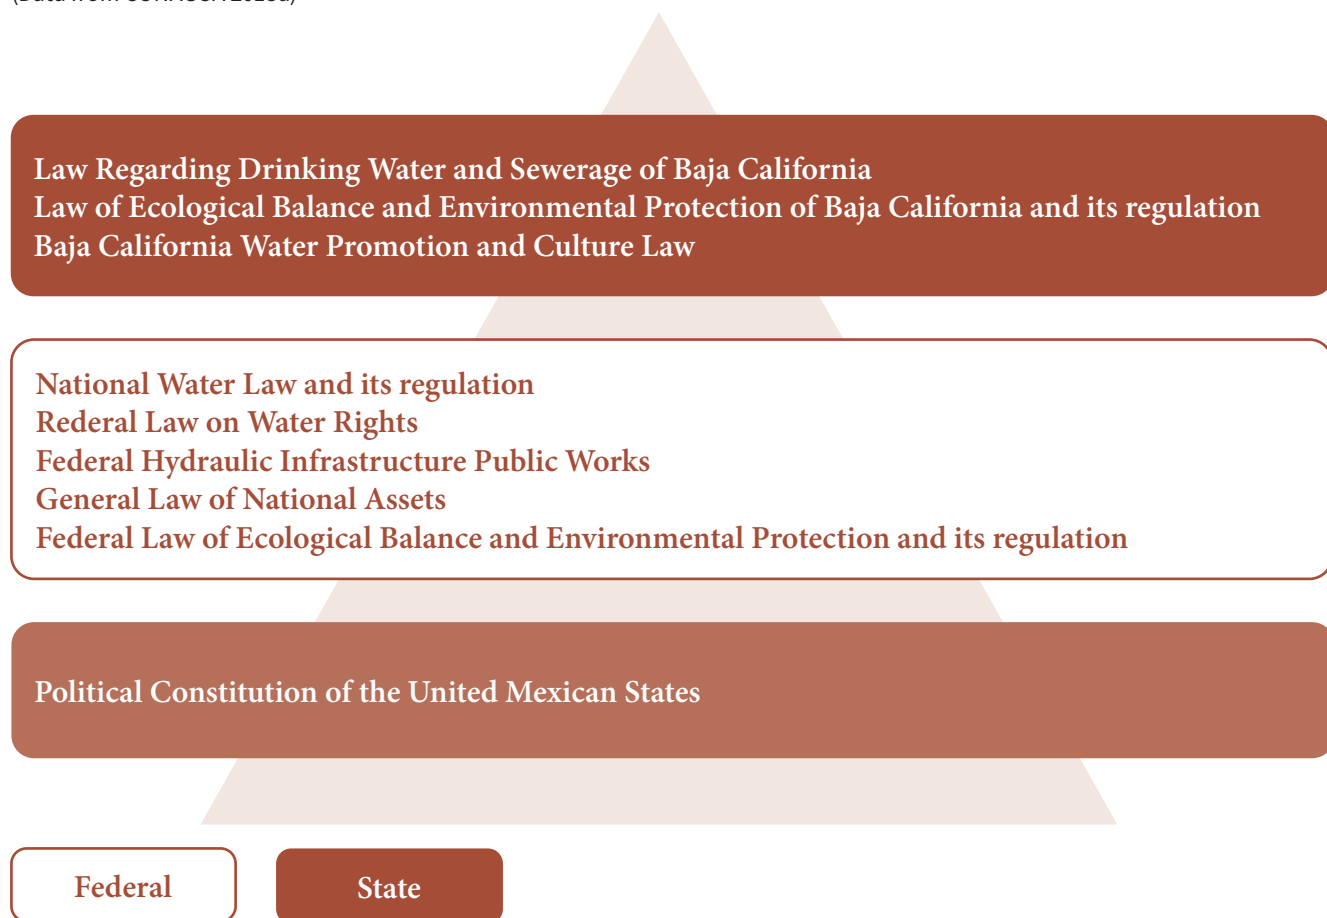 Law Regarding Drinking Water and Sewerage of Baja California
Law of Ecological Balance and Environmental Protection of Baja California and its regulation
Baja California Water Promotion and Culture Law
National Water Law and its regulation
Rederal Law on Water Rights
Federal Hydraulic Infrastructure Public Works
General Law of National Assets
Federal Law of Ecological Balance and Environmental Protection and its regulation
Political Constitution of the United Mexican States
Federal
State